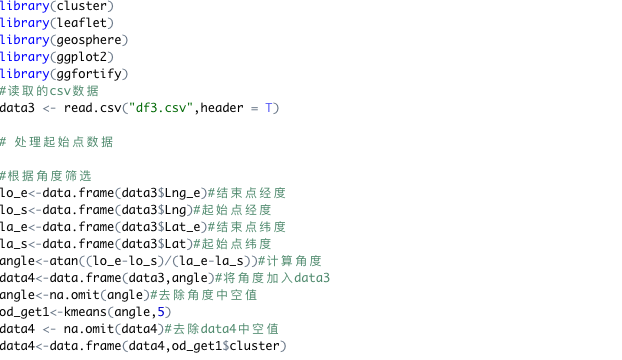 library(cluster)
library(leaflet)
library(geosphere)
library(ggplot2)
library(ggfortify)
#读取的csv数据
data3 <- read.csv("df3.csv",header = T)
# 处理起始点数据
#根据角度筛选
lo_e<-data.frame(data3$Lng_e)#结束点经度
lo_s<-data.frame(data3$Lng)#起始点经度
la_e<-data.frame(data3$Lat_e)#结束点纬度
la_s<-data.frame(data3$Lat)#起始点纬度
angle<-atan((lo_e-lo_s)/(la_e-la_s))#计算角度
data4<-data.frame(data3,angle)#将角度加入data3
angle<-na.omit(angle)#去除角度中空值
od_get1<-kmeans(angle,5)
data4 <- na.omit(data4)#去除data4中空值
data4<-data.frame(data4,od_get1$cluster)